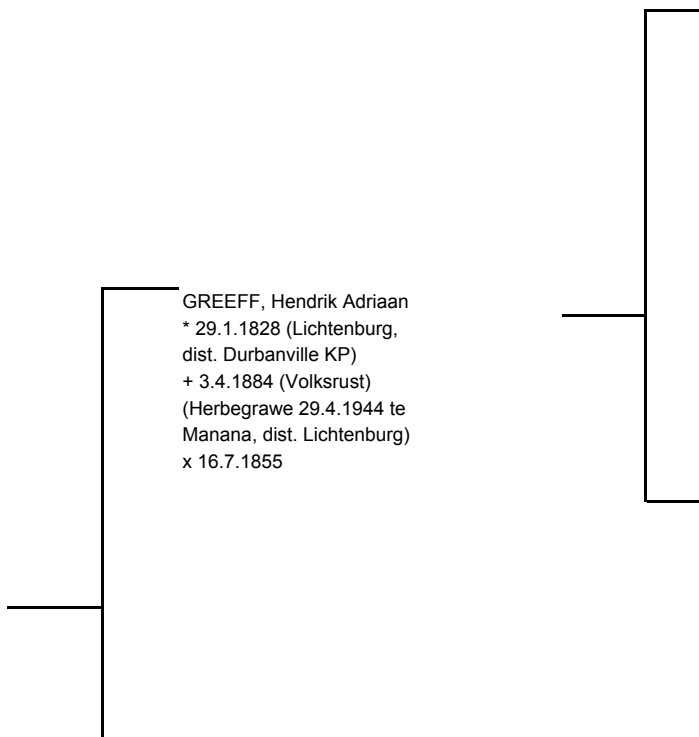 GREEFF, Hendrik Adriaan
* 29.1.1828 (Lichtenburg,
dist. Durbanville KP)
+ 3.4.1884 (Volksrust)
(Herbegrawe 29.4.1944 te
Manana, dist. Lichtenburg)
x 16.7.1855